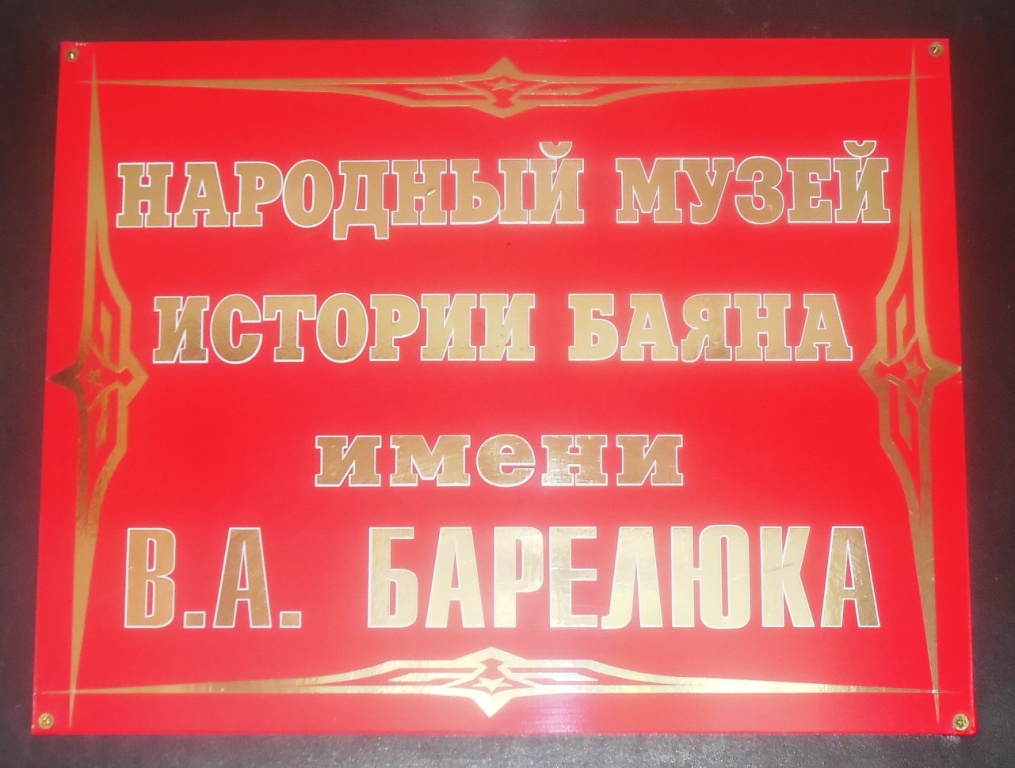 НАРОДНЫЙ МУЗЕЙ
ИСТОРИИ БАЯНА
имени
В.А. БАРЕЛЮКА